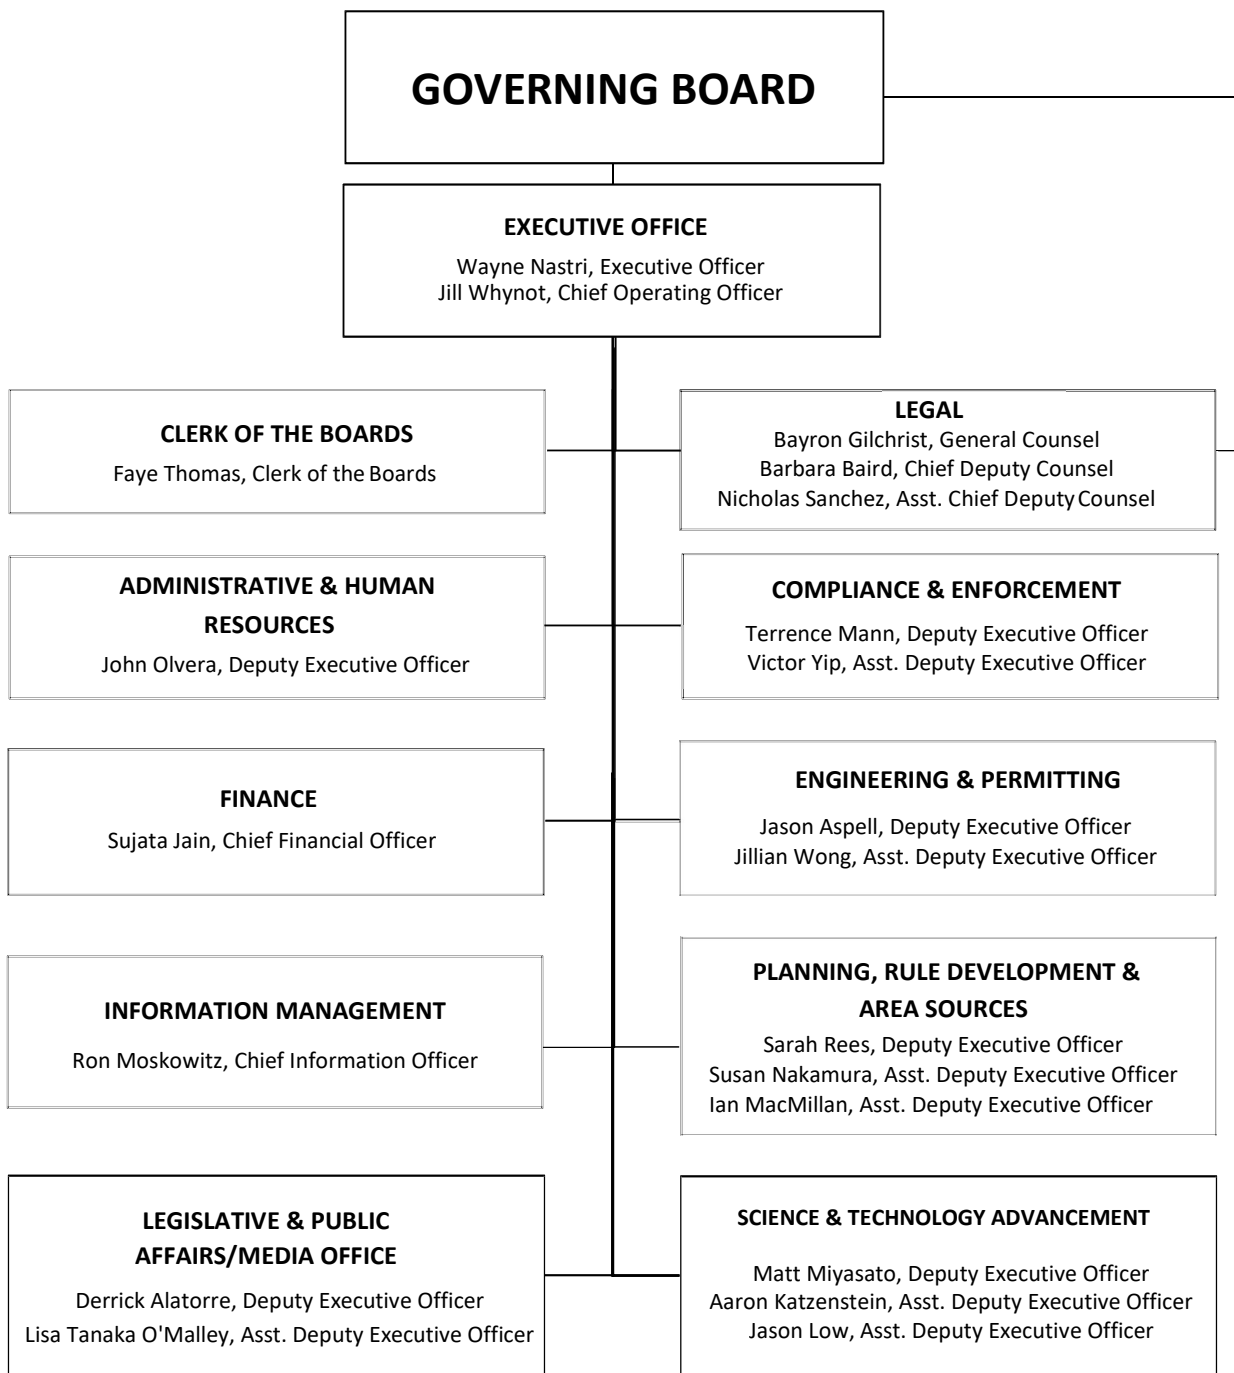 GOVERNING BOARD
EXECUTIVE OFFICE
Wayne Nastri, Executive Officer
Jill Whynot, Chief Operating Officer
CLERK OF THE BOARDS
Faye Thomas, Clerk of the Boards
LEGAL
Bayron Gilchrist, General Counsel
Barbara Baird, Chief Deputy Counsel
Nicholas Sanchez, Asst. Chief Deputy Counsel
ADMINISTRATIVE & HUMAN
RESOURCES
John Olvera, Deputy Executive Officer
COMPLIANCE & ENFORCEMENT
Terrence Mann, Deputy Executive Officer
Victor Yip, Asst. Deputy Executive Officer
FINANCE
Sujata Jain, Chief Financial Officer
ENGINEERING & PERMITTING
Jason Aspell, Deputy Executive Officer
Jillian Wong, Asst. Deputy Executive Officer
INFORMATION MANAGEMENT
Ron Moskowitz, Chief Information Officer
PLANNING, RULE DEVELOPMENT &
AREA SOURCES
Sarah Rees, Deputy Executive Officer
Susan Nakamura, Asst. Deputy Executive Officer
Ian MacMillan, Asst. Deputy Executive Officer
LEGISLATIVE & PUBLIC
AFFAIRS/MEDIA OFFICE
Derrick Alatorre, Deputy Executive Officer
Lisa Tanaka O'Malley, Asst. Deputy Executive Officer
SCIENCE & TECHNOLOGY ADVANCEMENT
Matt Miyasato, Deputy Executive Officer
Aaron Katzenstein, Asst. Deputy Executive Officer
Jason Low, Asst. Deputy Executive Officer